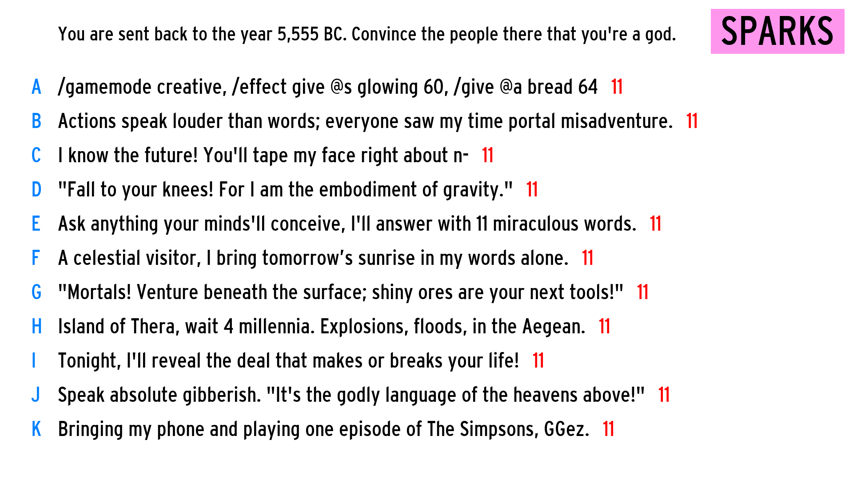 You are sent back to the year 5,555 BC. Convince the people there that you're a god.
SPARKS
A /gamemode creative, /effect give @s glowing 60, /give @a bread 64 11
B Actions speak louder than words; everyone saw my time portal misadventure. 11
C I know the future! You'll tape my face right about n- 11
D "Fall to your knees! For I am the embodiment of gravity." 11
E Ask anything your minds'll conceive, I'll answer with 11 miraculous words. 11
F A celestial visitor, I bring tomorrow’s sunrise in my words alone. 11
G "Mortals! Venture beneath the surface; shiny ores are your next tools!" 11
H Island of Thera, wait 4 millennia. Explosions, floods, in the Aegean. 11
I Tonight, I'll reveal the deal that makes or breaks your life! 11
J Speak absolute gibberish. "It's the godly language of the heavens above!" 11
K Bringing my phone and playing one episode of The Simpsons, GGez. 11